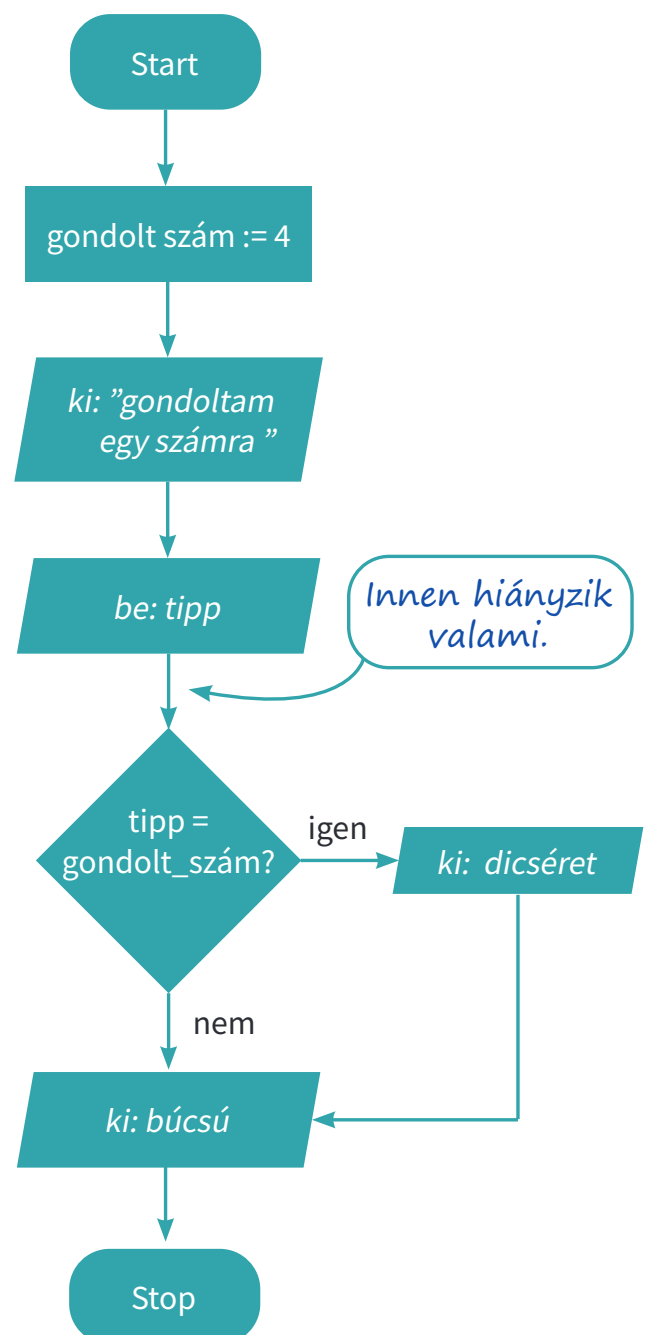 Start
gondolt szám := 4
ki: ”gondoltam
egy számra ”
be: tipp
Innen hiányzik
valami.
tipp =
gondolt_szám?
igen
ki: dicséret
nem
ki: búcsú
Stop